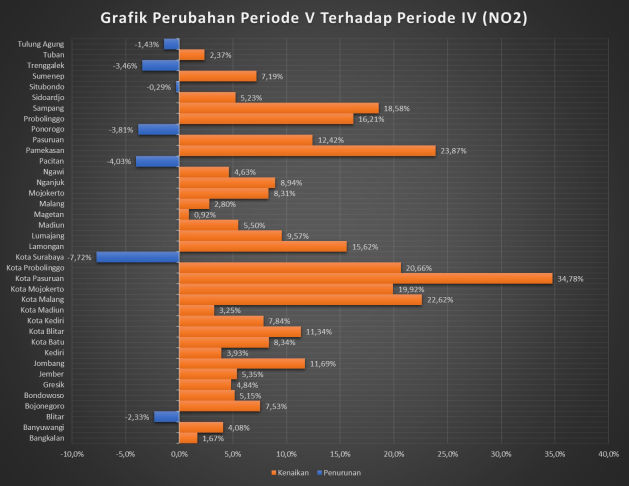 Grafik Perubahan Periode V Terhadap Periode IV (NO2)
Tulung Agung -1,43%
Tuban 2,37%
Trenggalek -3,46%
Sumenep 7,19%
Situbondo -0,29%
Sidoardjo 5,23%
Sampang 18,58%
Probolinggo 16,21%
Ponorogo -3,81%
Pasuruan 12,42%
Pamekasan 23,87%
Pacitan -4,03%
Ngawi 4,63%
Nganjuk 8,94%
Mojokerto 8,31%
Malang 2,80%
Magetan 0,92%
Madiun 5,50%
Lumajang 9,57%
Lamongan 15,62%
Kota Surabaya -7,72%
Kota Probolinggo 20,66%
Kota Pasuruan 34,78%
Kota Mojokerto 19,92%
Kota Malang 22,62%
Kota Madiun 3,25%
Kota Kediri 7,84%
Kota Blitar 11,34%
Kota Batu 8,34%
Kediri 3,93%
Jombang 11,69%
Jember 5,35%
Gresik 4,84%
Bondowoso 5,15%
Bojonegoro 7,53%
Blitar -2,33%
Banyuwangi 4,08%
Bangkalan 1,67%
-10,0% -5,0% 0,0% 5,0% 10,0% 15,0% 20,0% 25,0% 30,0% 35,0% 40,0%
Kenaikan Penurunan